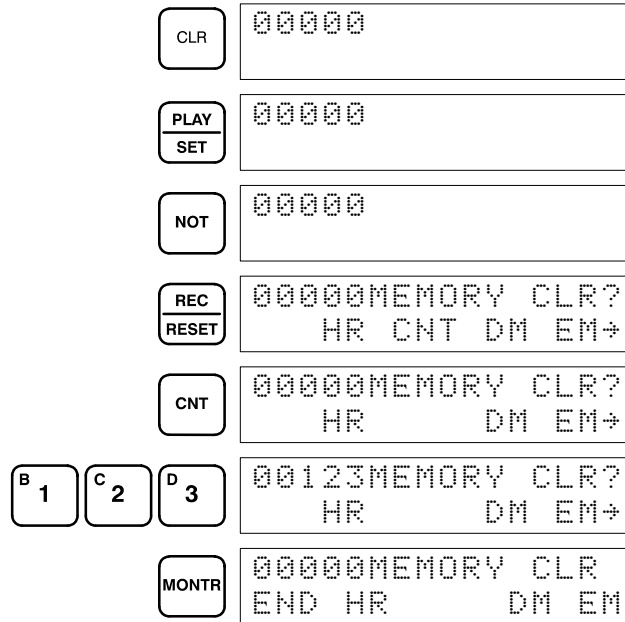 CLR
00000
PLAY
SET
00000
NOT
00000
REC
RESET
00000MEMORY CLR?
HR CNT DM EM→
CNT
00000MEMORY CLR?
HR DM EM→
B 1 C 2 D 3
00123MEMORY CLR?
HR DM EM→
MONTR
00000MEMORY CLR
END HR DM EM